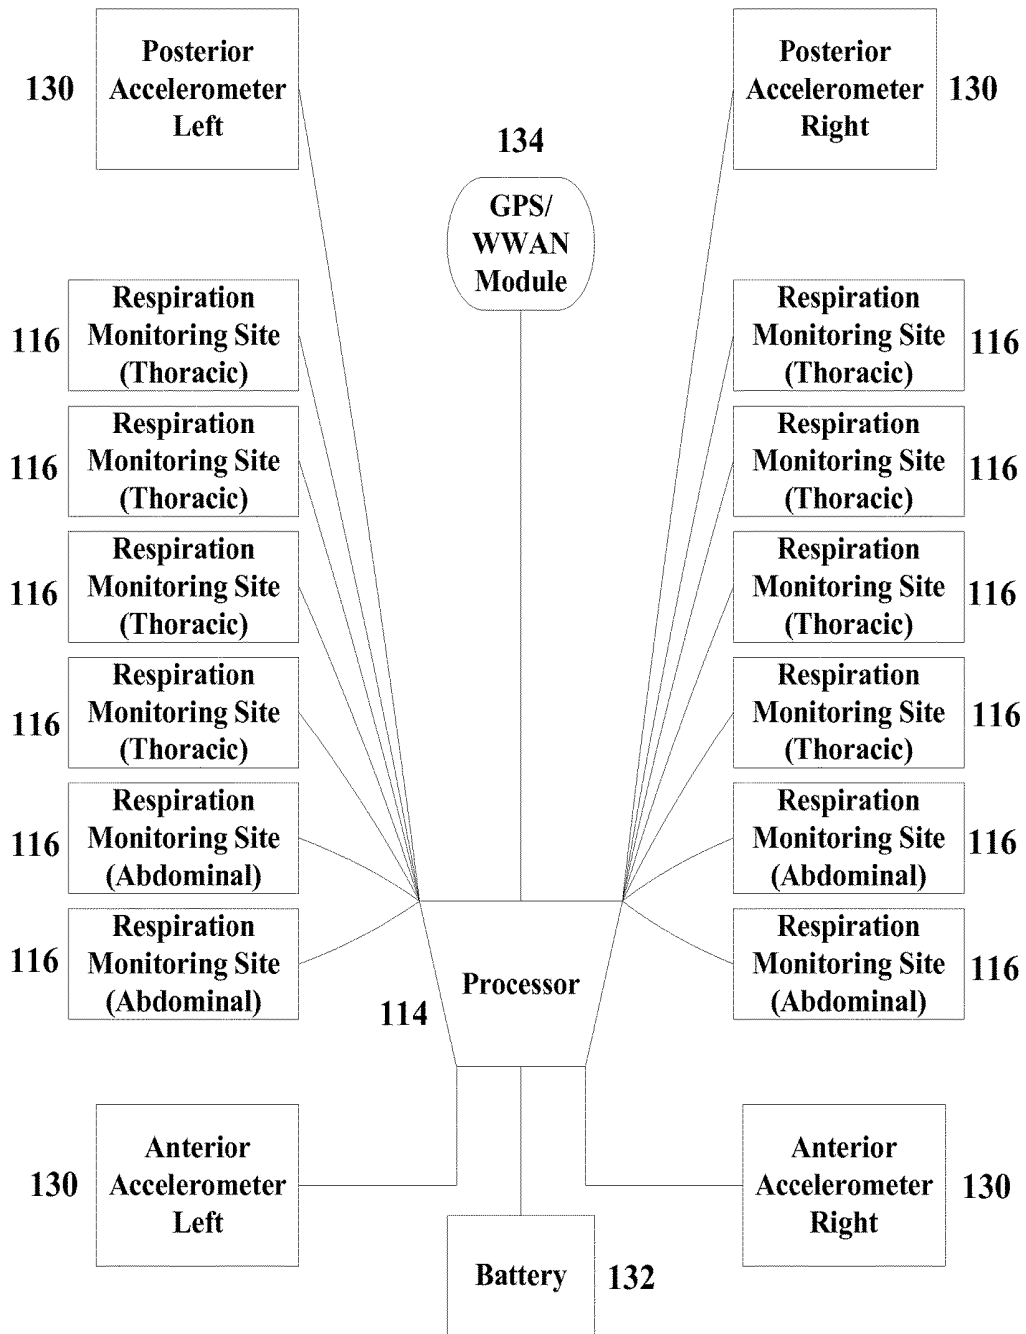 Posterior
Accelerometer
Left
130
Posterior
Accelerometer
Right
130
134
GPS/
WWAN
Module
116
Respiration
Monitoring Site
(Thoracic)
Respiration
Monitoring Site
(Thoracic)
116
116
Respiration
Monitoring Site
(Thoracic)
Respiration
Monitoring Site
(Thoracic)
116
116
Respiration
Monitoring Site
(Thoracic)
Respiration
Monitoring Site
(Thoracic)
116
116
Respiration
Monitoring Site
(Thoracic)
Respiration
Monitoring Site
(Thoracic)
116
116
Respiration
Monitoring Site
(Abdominal)
Respiration
Monitoring Site
(Abdominal)
116
116
Respiration
Monitoring Site
(Abdominal)
Respiration
Monitoring Site
(Abdominal)
116
Processor
114
130
Anterior
Accelerometer
Left
Anterior
Accelerometer
Right
130
Battery
132